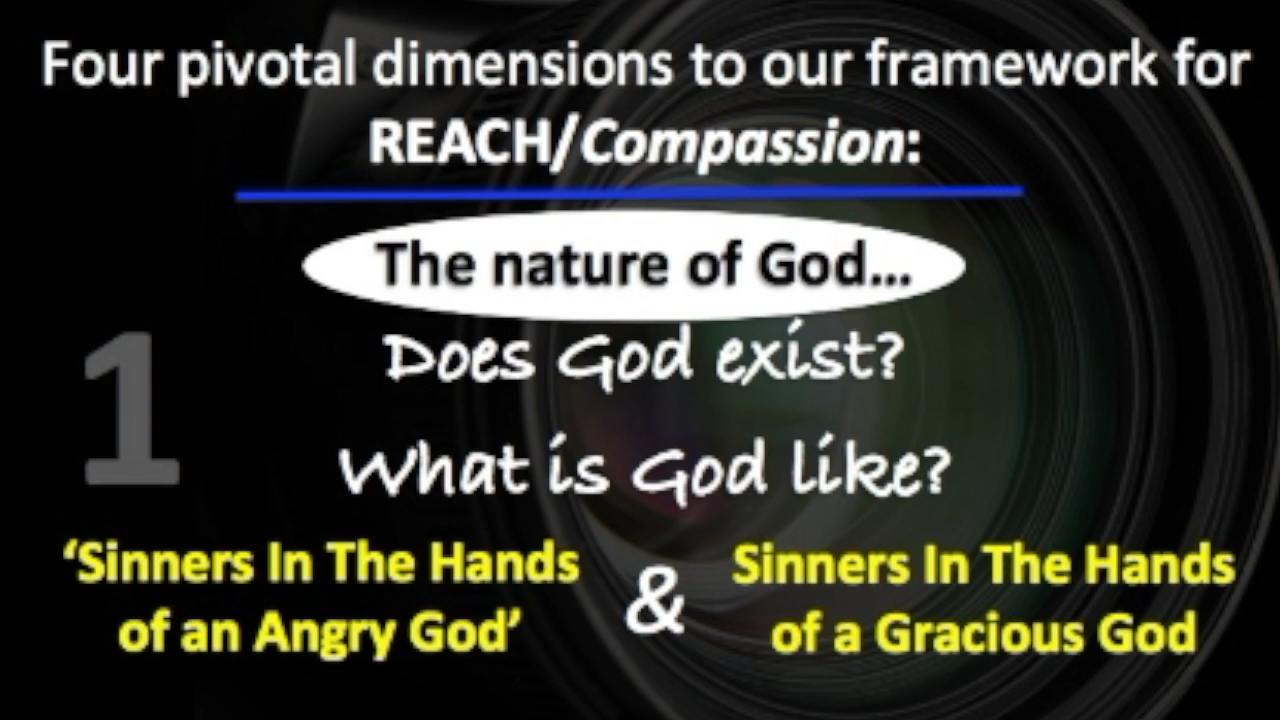 Four pivotal dimensions to our framework for
REACH/Compassion:
The nature of God...
Does God exist?
1
What is God like?
‘Sinners In The Hands
of an Angry God’
&
Sinners In The Hands
of a Gracious God